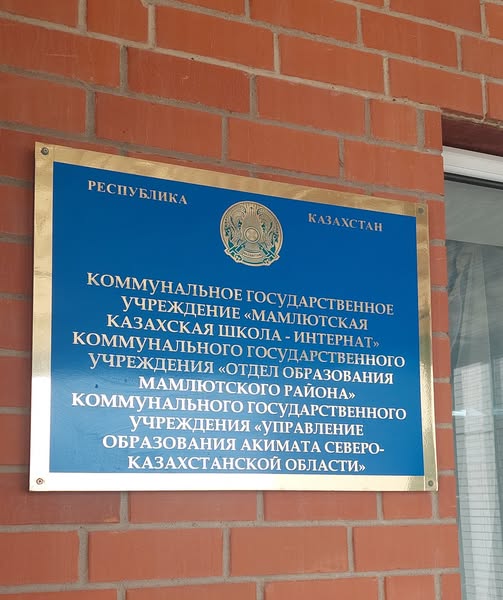 РЕСПУБЛИКА КАЗАХСТАН
КОММУНАЛЬНОЕ ГОСУДАРСТВЕННОЕ
УЧРЕЖДЕНИЕ «МАМЛЮТСКАЯ
КАЗАХСКАЯ ШКОЛА - ИНТЕРНАТ»
КОММУНАЛЬНОГО ГОСУДАРСТВЕННОГО
УЧРЕЖДЕНИЯ «ОТДЕЛ ОБРАЗОВАНИЯ
МАМЛЮТСКОГО РАЙОНА»
КОММУНАЛЬНОГО ГОСУДАРСТВЕННОГО
УЧРЕЖДЕНИЯ «УПРАВЛЕНИЕ
ОБРАЗОВАНИЯ АКИМАТА СЕВЕРО-
КАЗАХСТАНСКОЙ ОБЛАСТИ»